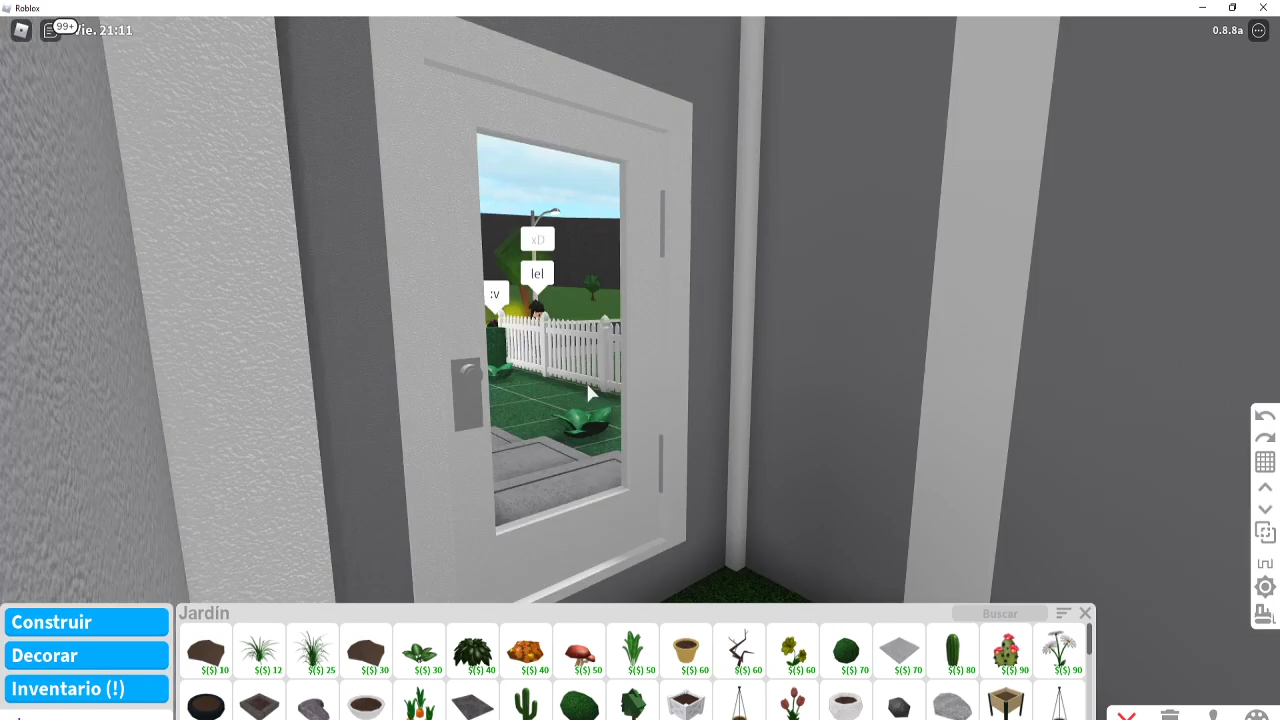 Roblox
99+
Vie. 21:11
0.8.8a
xD
lel
:v
Construir
Decorar
Inventario (!)
Jardín
Buscar
$($) 10
$($) 12
$($) 25
$($) 30
$($) 30
$($) 40
$($) 40
$($) 50
$($) 50
$($) 60
$($) 60
$($) 60
$($) 70
$($) 70
$($) 80
$($) 90
$($) 90